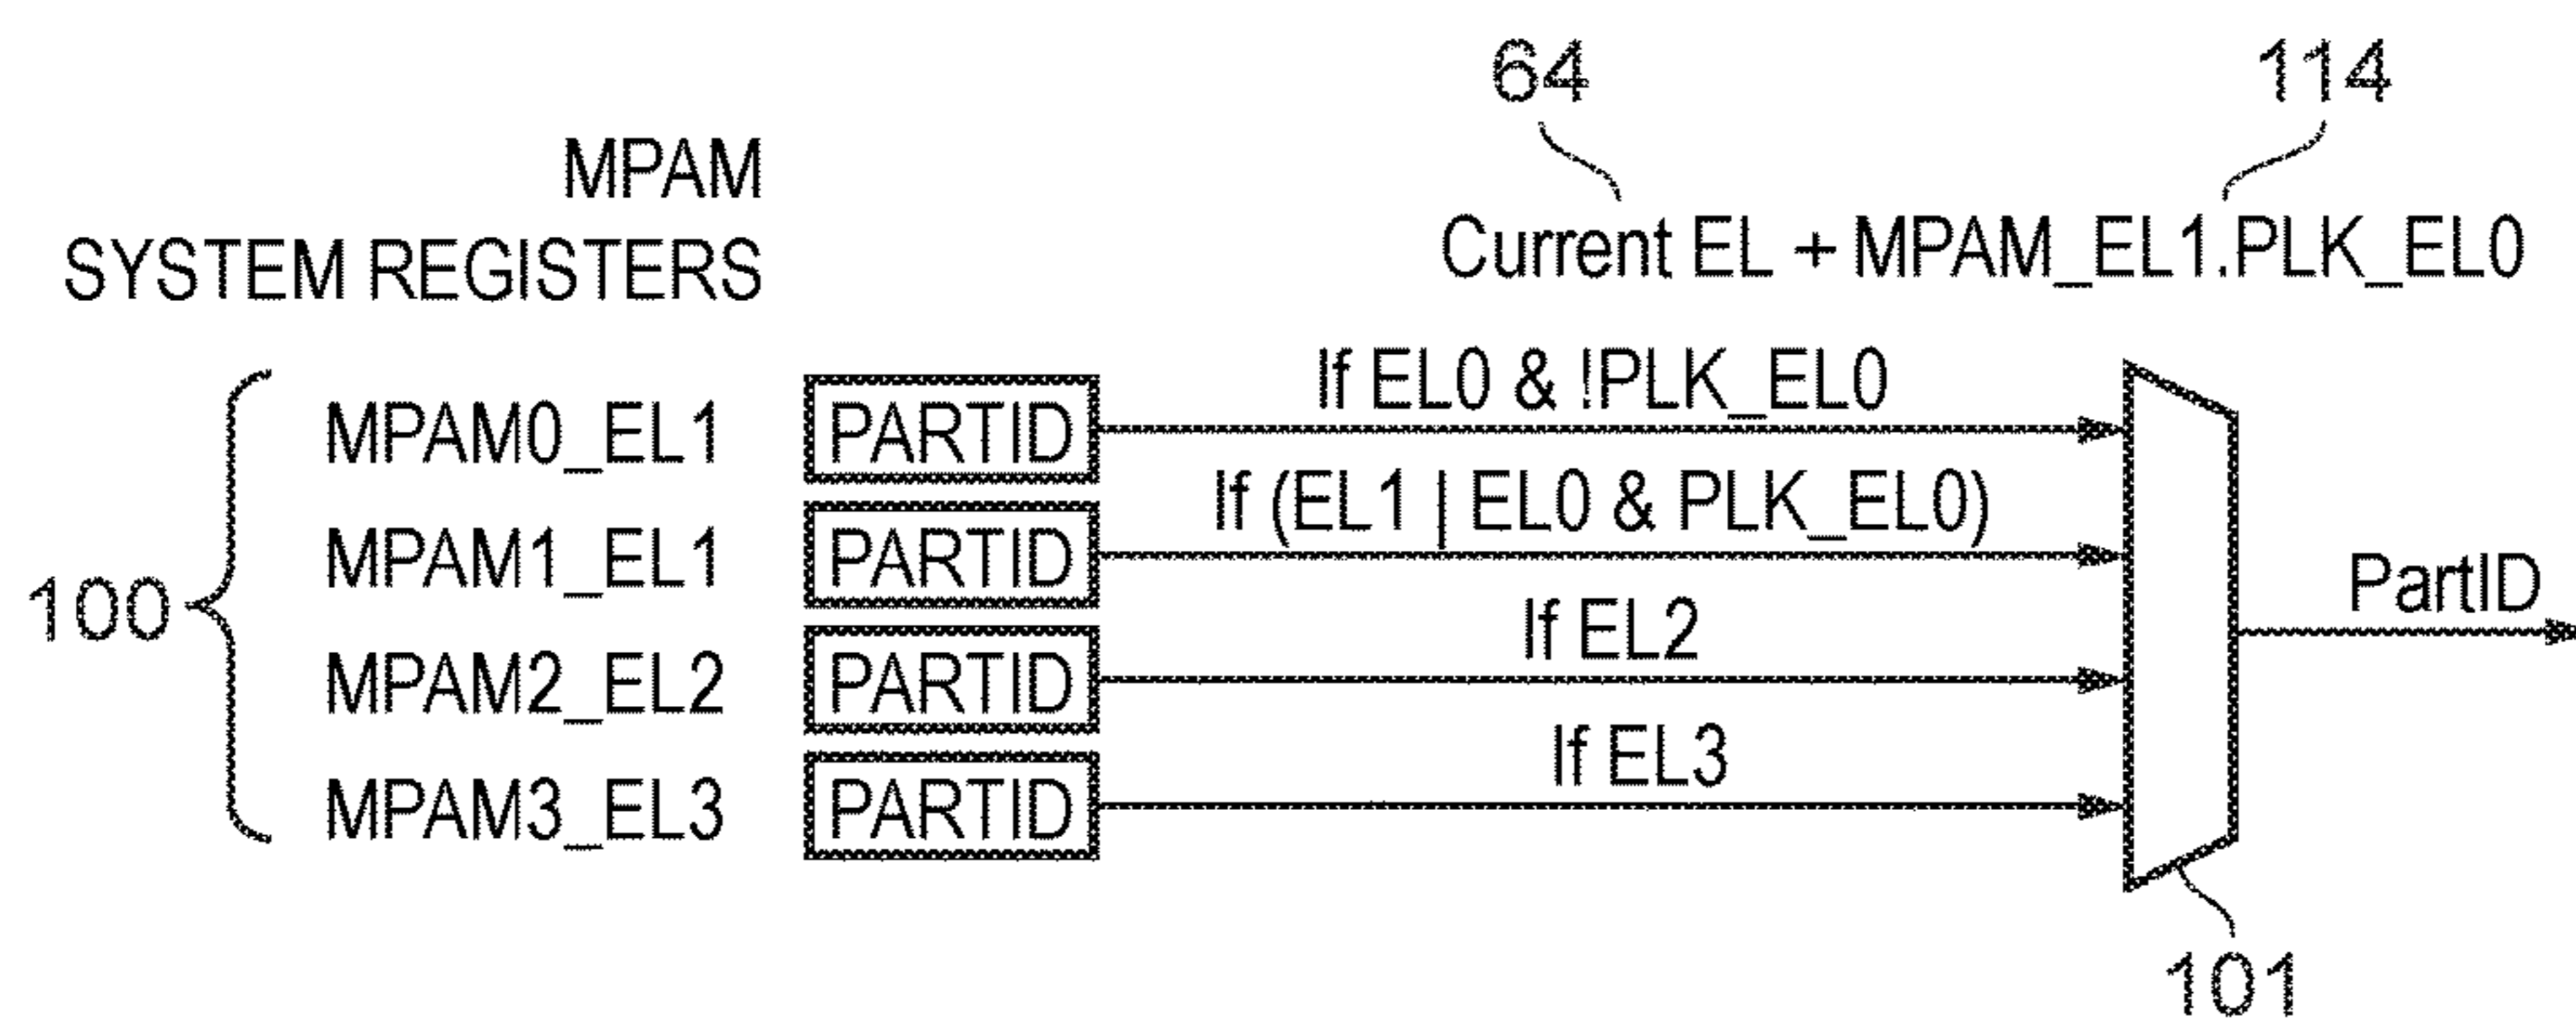 64
114
MPAM
SYSTEM REGISTERS
Current EL + MPAM_EL1.PLK_EL0
MPAM0_EL1 PARTID If EL0 & !PLK_EL0
MPAM1_EL1 PARTID If (EL1 | EL0 & PLK_EL0)
100
PartID
MPAM2_EL2 PARTID If EL2
MPAM3_EL3 PARTID If EL3
101